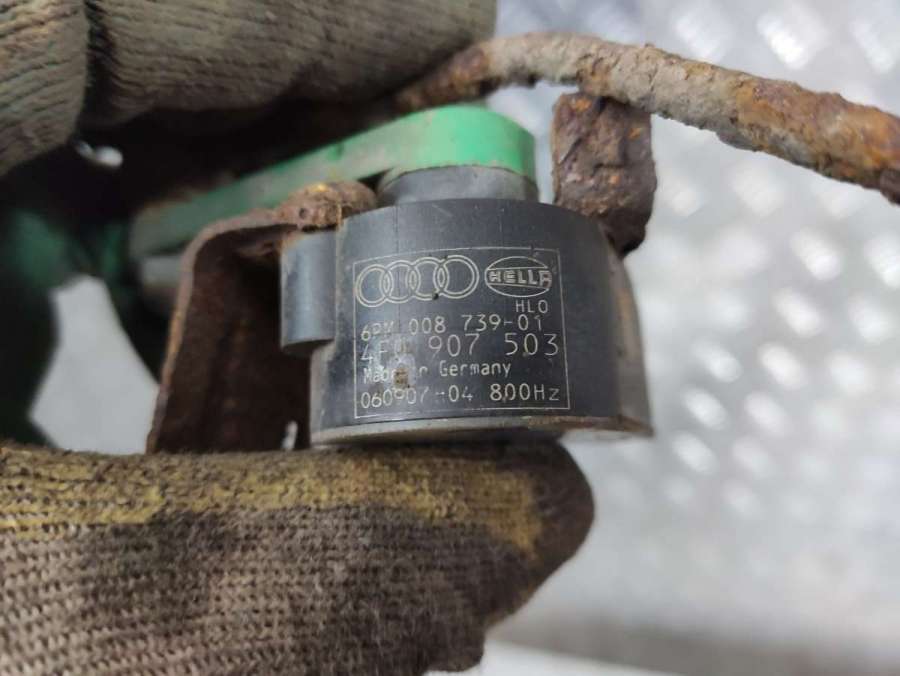 HELLA
HLO
008 739-01
907 503
Germany
060907-04 800Hz